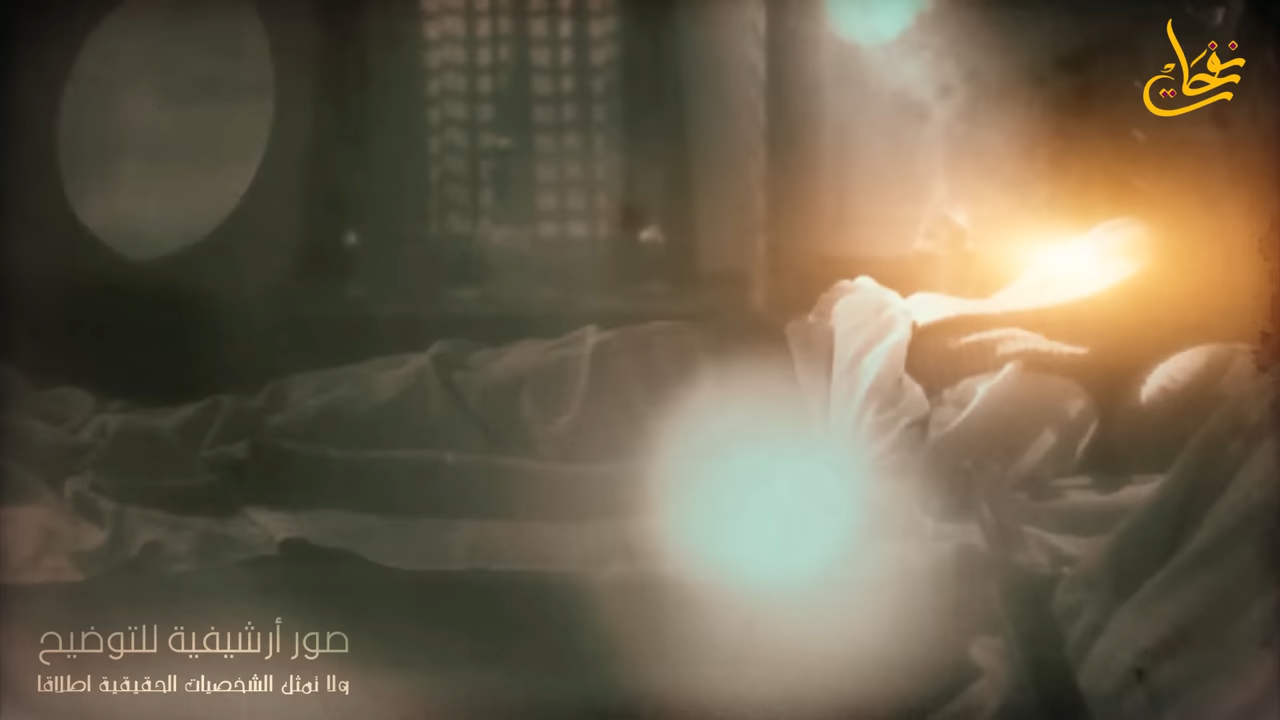 نفحات
صور أرشيفية للتوضيح
ولا تمثل الشخصيات الحقيقية اطلاقا